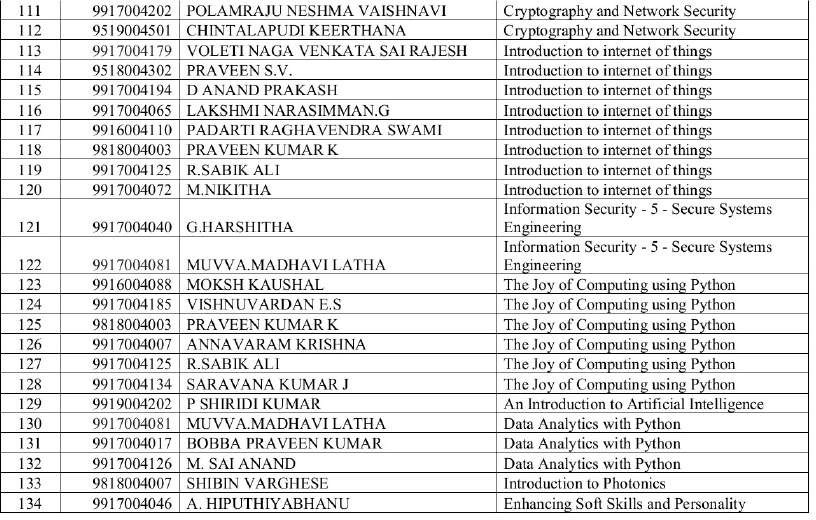 111 9917004202 POLAMRAJU NESHMA VAISHNAVI Cryptography and Network Security
112 9519004501 CHINTALAPUDI KEERTHANA Cryptography and Network Security
113 9917004179 VOLETI NAGA VENKATA SAI RAJESH Introduction to internet of things
114 9518004302 PRAVEEN S.V. Introduction to internet of things
115 9917004194 D ANAND PRAKASH Introduction to internet of things
116 9917004065 LAKSHMI NARASIMMAN.G Introduction to internet of things
117 9916004110 PADARTI RAGHAVENDRA SWAMI Introduction to internet of things
118 9818004003 PRAVEEN KUMAR K Introduction to internet of things
119 9917004125 R.SABIK ALI Introduction to internet of things
120 9917004072 M.NIKITHA Introduction to internet of things
Information Security - 5 - Secure Systems
121 9917004040 G.HARSHITHA Engineering
Information Security - 5 - Secure Systems
122 9917004081 MUVVA.MADHAVI LATHA Engineering
123 9916004088 MOKSH KAUSHAL The Joy of Computing using Python
124 9917004185 VISHNUVARDAN E.S The Joy of Computing using Python
125 9818004003 PRAVEEN KUMAR K The Joy of Computing using Python
126 9917004007 ANNAVARAM KRISHNA The Joy of Computing using Python
127 9917004125 R.SABIK ALI The Joy of Computing using Python
128 9917004134 SARAVANA KUMAR J The Joy of Computing using Python
129 9919004202 P SHIRIDI KUMAR An Introduction to Artificial Intelligence
130 9917004081 MUVVA.MADHAVI LATHA Data Analytics with Python
131 9917004017 BOBBA PRAVEEN KUMAR Data Analytics with Python
132 9917004126 M. SAI ANAND Data Analytics with Python
133 9818004007 SHIBIN VARGHESE Introduction to Photonics
134 9917004046 A. HIPUTHIYABHANU Enhancing Soft Skills and Personality